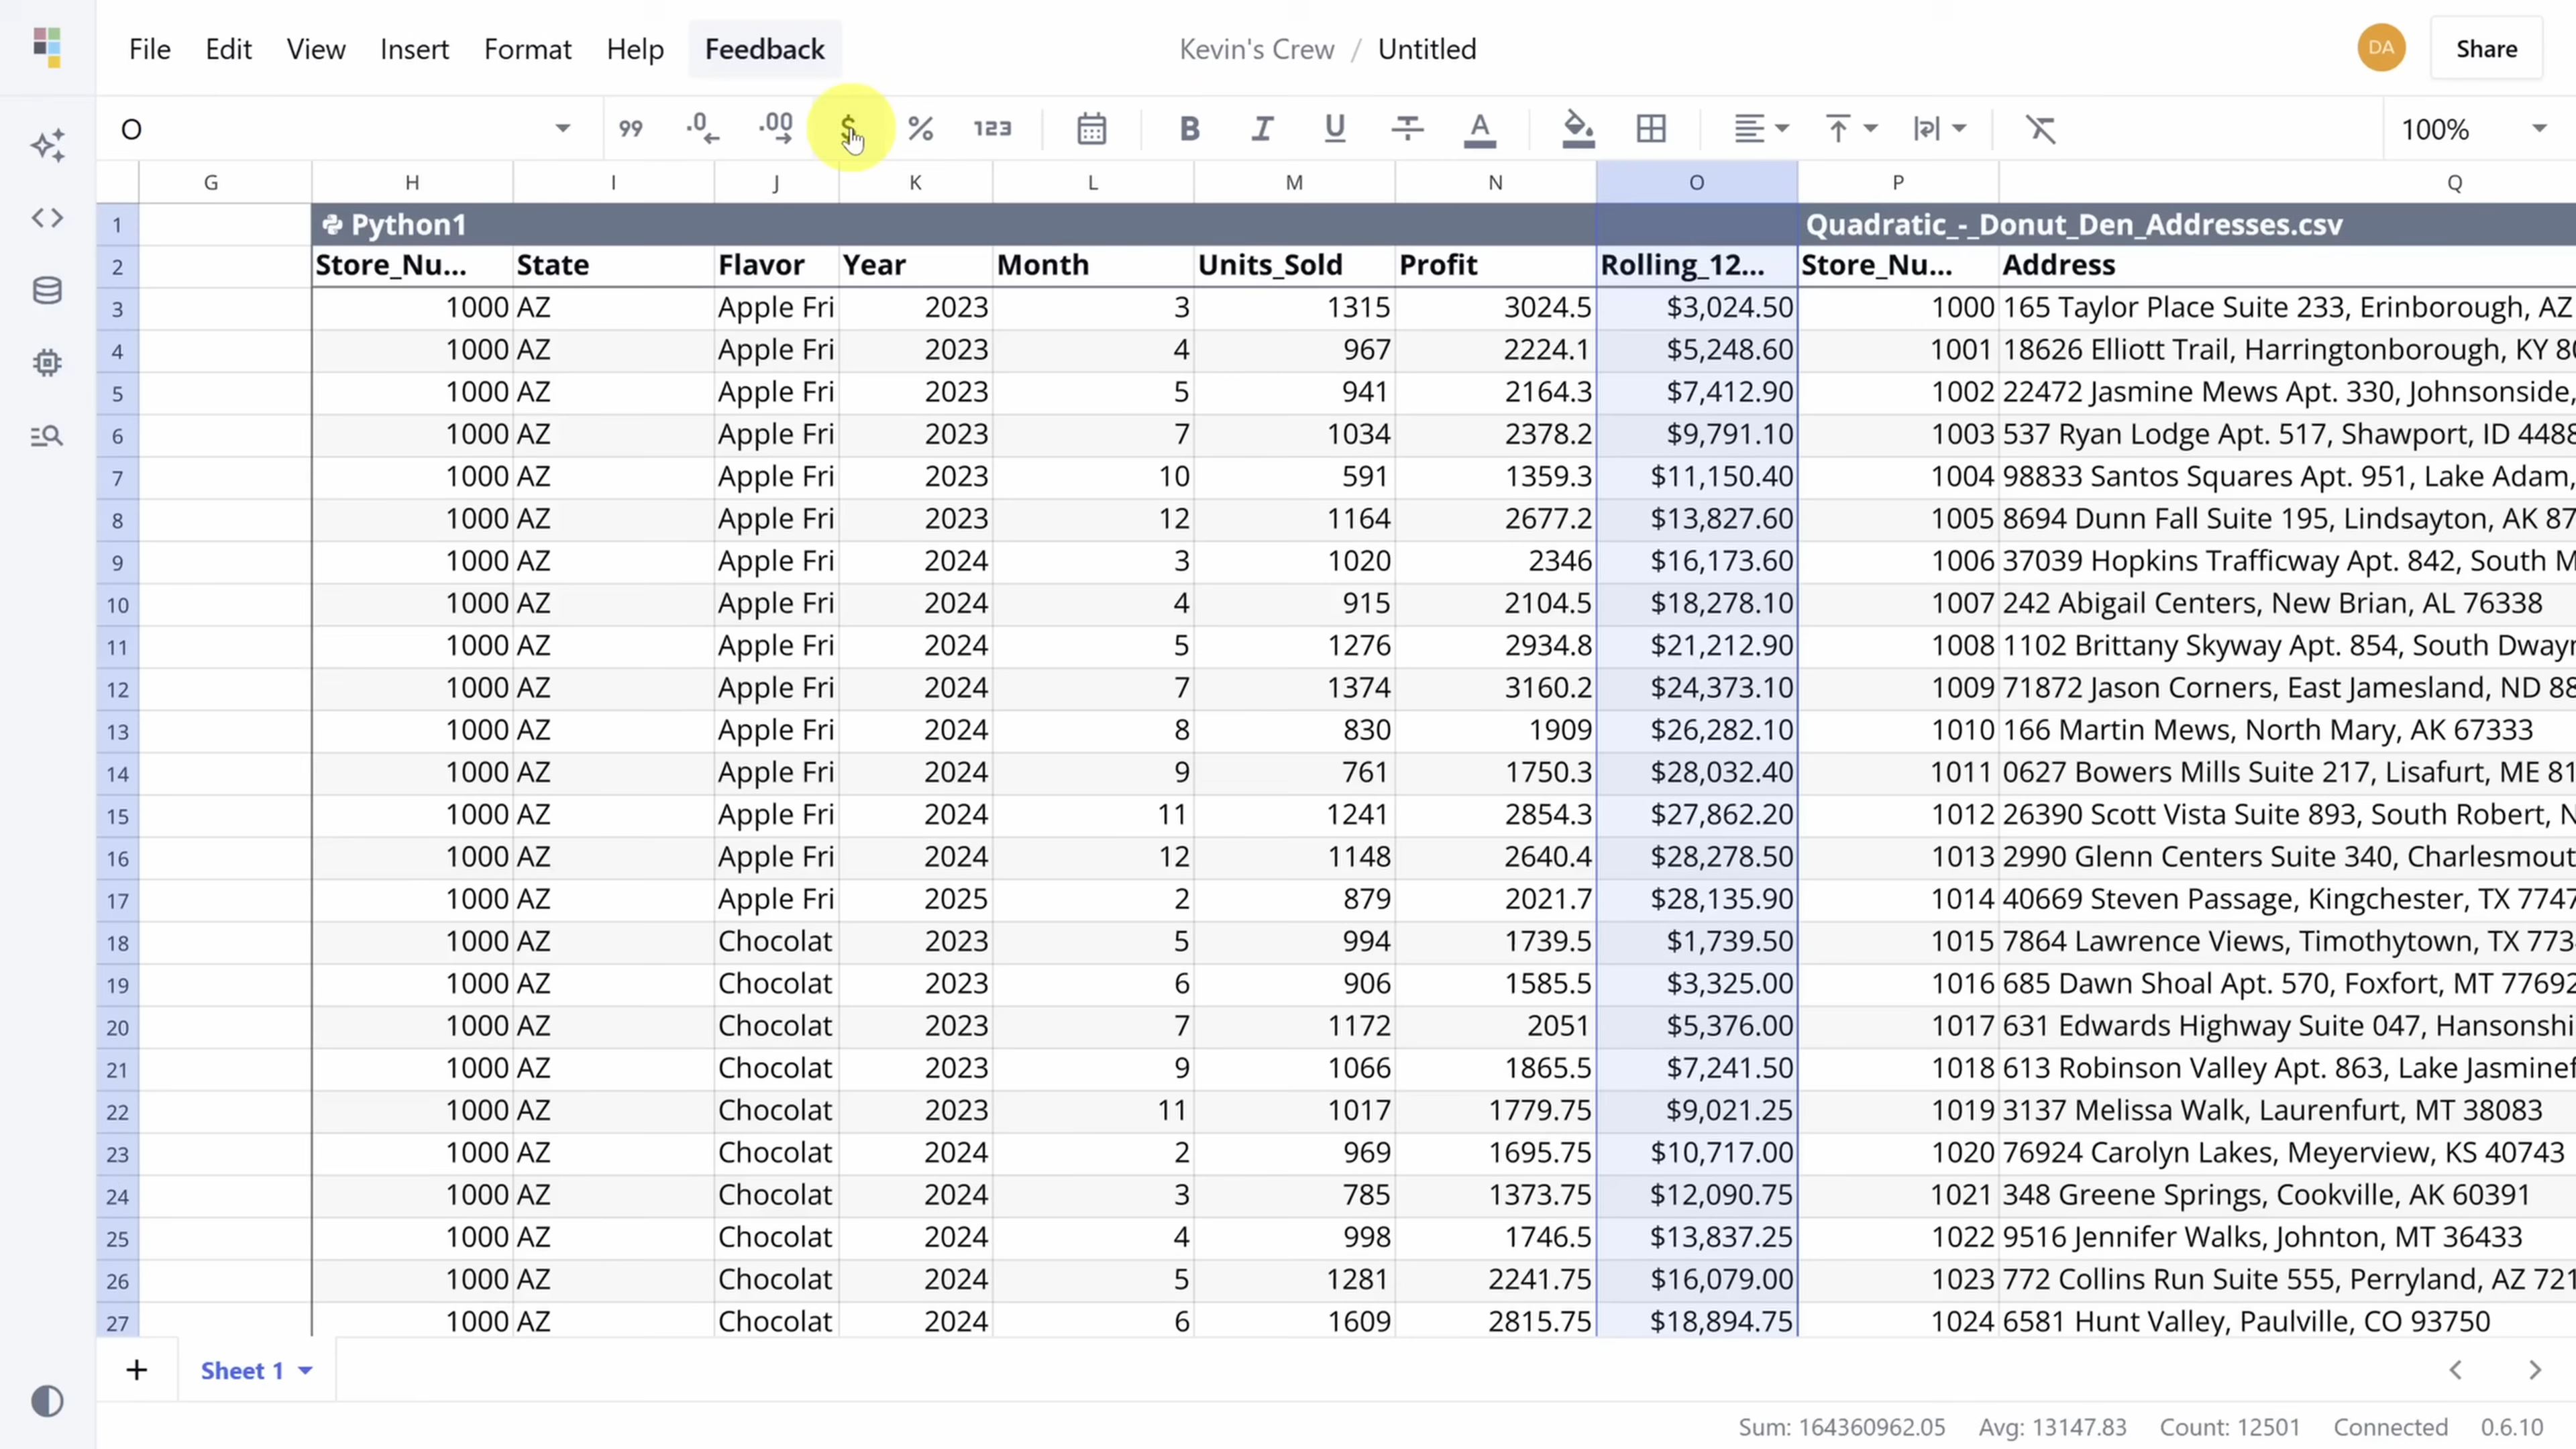 File Edit View Insert Format Help Feedback Kevin's Crew / Untitled DA Share
O 99 .0 .00 $ % 123 B I U A 100%
G H I J K L M N O P Q
1 Python1 Quadratic_-_Donut_Den_Addresses.csv
2 Store_Nu... State Flavor Year Month Units_Sold Profit Rolling_12... Store_Nu... Address
3 1000 AZ Apple Fri 2023 3 1315 3024.5 $3,024.50 1000 165 Taylor Place Suite 233, Erinborough, AZ
4 1000 AZ Apple Fri 2023 4 967 2224.1 $5,248.60 1001 18626 Elliott Trail, Harringtonborough, KY 80
5 1000 AZ Apple Fri 2023 5 941 2164.3 $7,412.90 1002 22472 Jasmine Mews Apt. 330, Johnsonside,
6 1000 AZ Apple Fri 2023 7 1034 2378.2 $9,791.10 1003 537 Ryan Lodge Apt. 517, Shawport, ID 4488
7 1000 AZ Apple Fri 2023 10 591 1359.3 $11,150.40 1004 98833 Santos Squares Apt. 951, Lake Adam,
8 1000 AZ Apple Fri 2023 12 1164 2677.2 $13,827.60 1005 8694 Dunn Fall Suite 195, Lindsayton, AK 87
9 1000 AZ Apple Fri 2024 3 1020 2346 $16,173.60 1006 37039 Hopkins Trafficway Apt. 842, South M
10 1000 AZ Apple Fri 2024 4 915 2104.5 $18,278.10 1007 242 Abigail Centers, New Brian, AL 76338
11 1000 AZ Apple Fri 2024 5 1276 2934.8 $21,212.90 1008 1102 Brittany Skyway Apt. 854, South Dwayn
12 1000 AZ Apple Fri 2024 7 1374 3160.2 $24,373.10 1009 71872 Jason Corners, East Jamesland, ND 88
13 1000 AZ Apple Fri 2024 8 830 1909 $26,282.10 1010 166 Martin Mews, North Mary, AK 67333
14 1000 AZ Apple Fri 2024 9 761 1750.3 $28,032.40 1011 0627 Bowers Mills Suite 217, Lisafurt, ME 81
15 1000 AZ Apple Fri 2024 11 1241 2854.3 $27,862.20 1012 26390 Scott Vista Suite 893, South Robert, N
16 1000 AZ Apple Fri 2024 12 1148 2640.4 $28,278.50 1013 2990 Glenn Centers Suite 340, Charlesmout
17 1000 AZ Apple Fri 2025 2 879 2021.7 $28,135.90 1014 40669 Steven Passage, Kingchester, TX 7747
18 1000 AZ Chocolat 2023 5 994 1739.5 $1,739.50 1015 7864 Lawrence Views, Timothytown, TX 773
19 1000 AZ Chocolat 2023 6 906 1585.5 $3,325.00 1016 685 Dawn Shoal Apt. 570, Foxfort, MT 77692
20 1000 AZ Chocolat 2023 7 1172 2051 $5,376.00 1017 631 Edwards Highway Suite 047, Hansonshi
21 1000 AZ Chocolat 2023 9 1066 1865.5 $7,241.50 1018 613 Robinson Valley Apt. 863, Lake Jasminef
22 1000 AZ Chocolat 2023 11 1017 1779.75 $9,021.25 1019 3137 Melissa Walk, Laurenfurt, MT 38083
23 1000 AZ Chocolat 2024 2 969 1695.75 $10,717.00 1020 76924 Carolyn Lakes, Meyerview, KS 40743
24 1000 AZ Chocolat 2024 3 785 1373.75 $12,090.75 1021 348 Greene Springs, Cookville, AK 60391
25 1000 AZ Chocolat 2024 4 998 1746.5 $13,837.25 1022 9516 Jennifer Walks, Johnton, MT 36433
26 1000 AZ Chocolat 2024 5 1281 2241.75 $16,079.00 1023 772 Collins Run Suite 555, Perryland, AZ 721
27 1000 AZ Chocolat 2024 6 1609 2815.75 $18,894.75 1024 6581 Hunt Valley, Paulville, CO 93750
+ Sheet 1
Sum: 164360962.05 Avg: 13147.83 Count: 12501 Connected 0.6.10